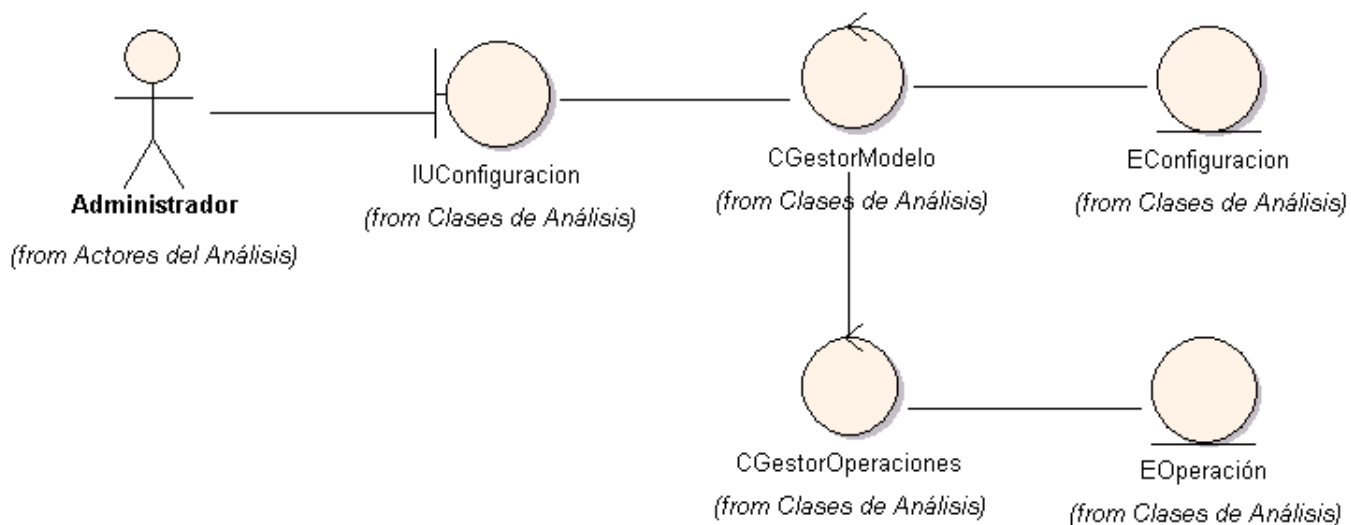 Administrador
(from Actores del Análisis)
IUConfiguracion
(from Clases de Análisis)
CGestorModelo
(from Clases de Análisis)
EConfiguracion
(from Clases de Análisis)
CGestorOperaciones
(from Clases de Análisis)
EOperación
(from Clases de Análisis)